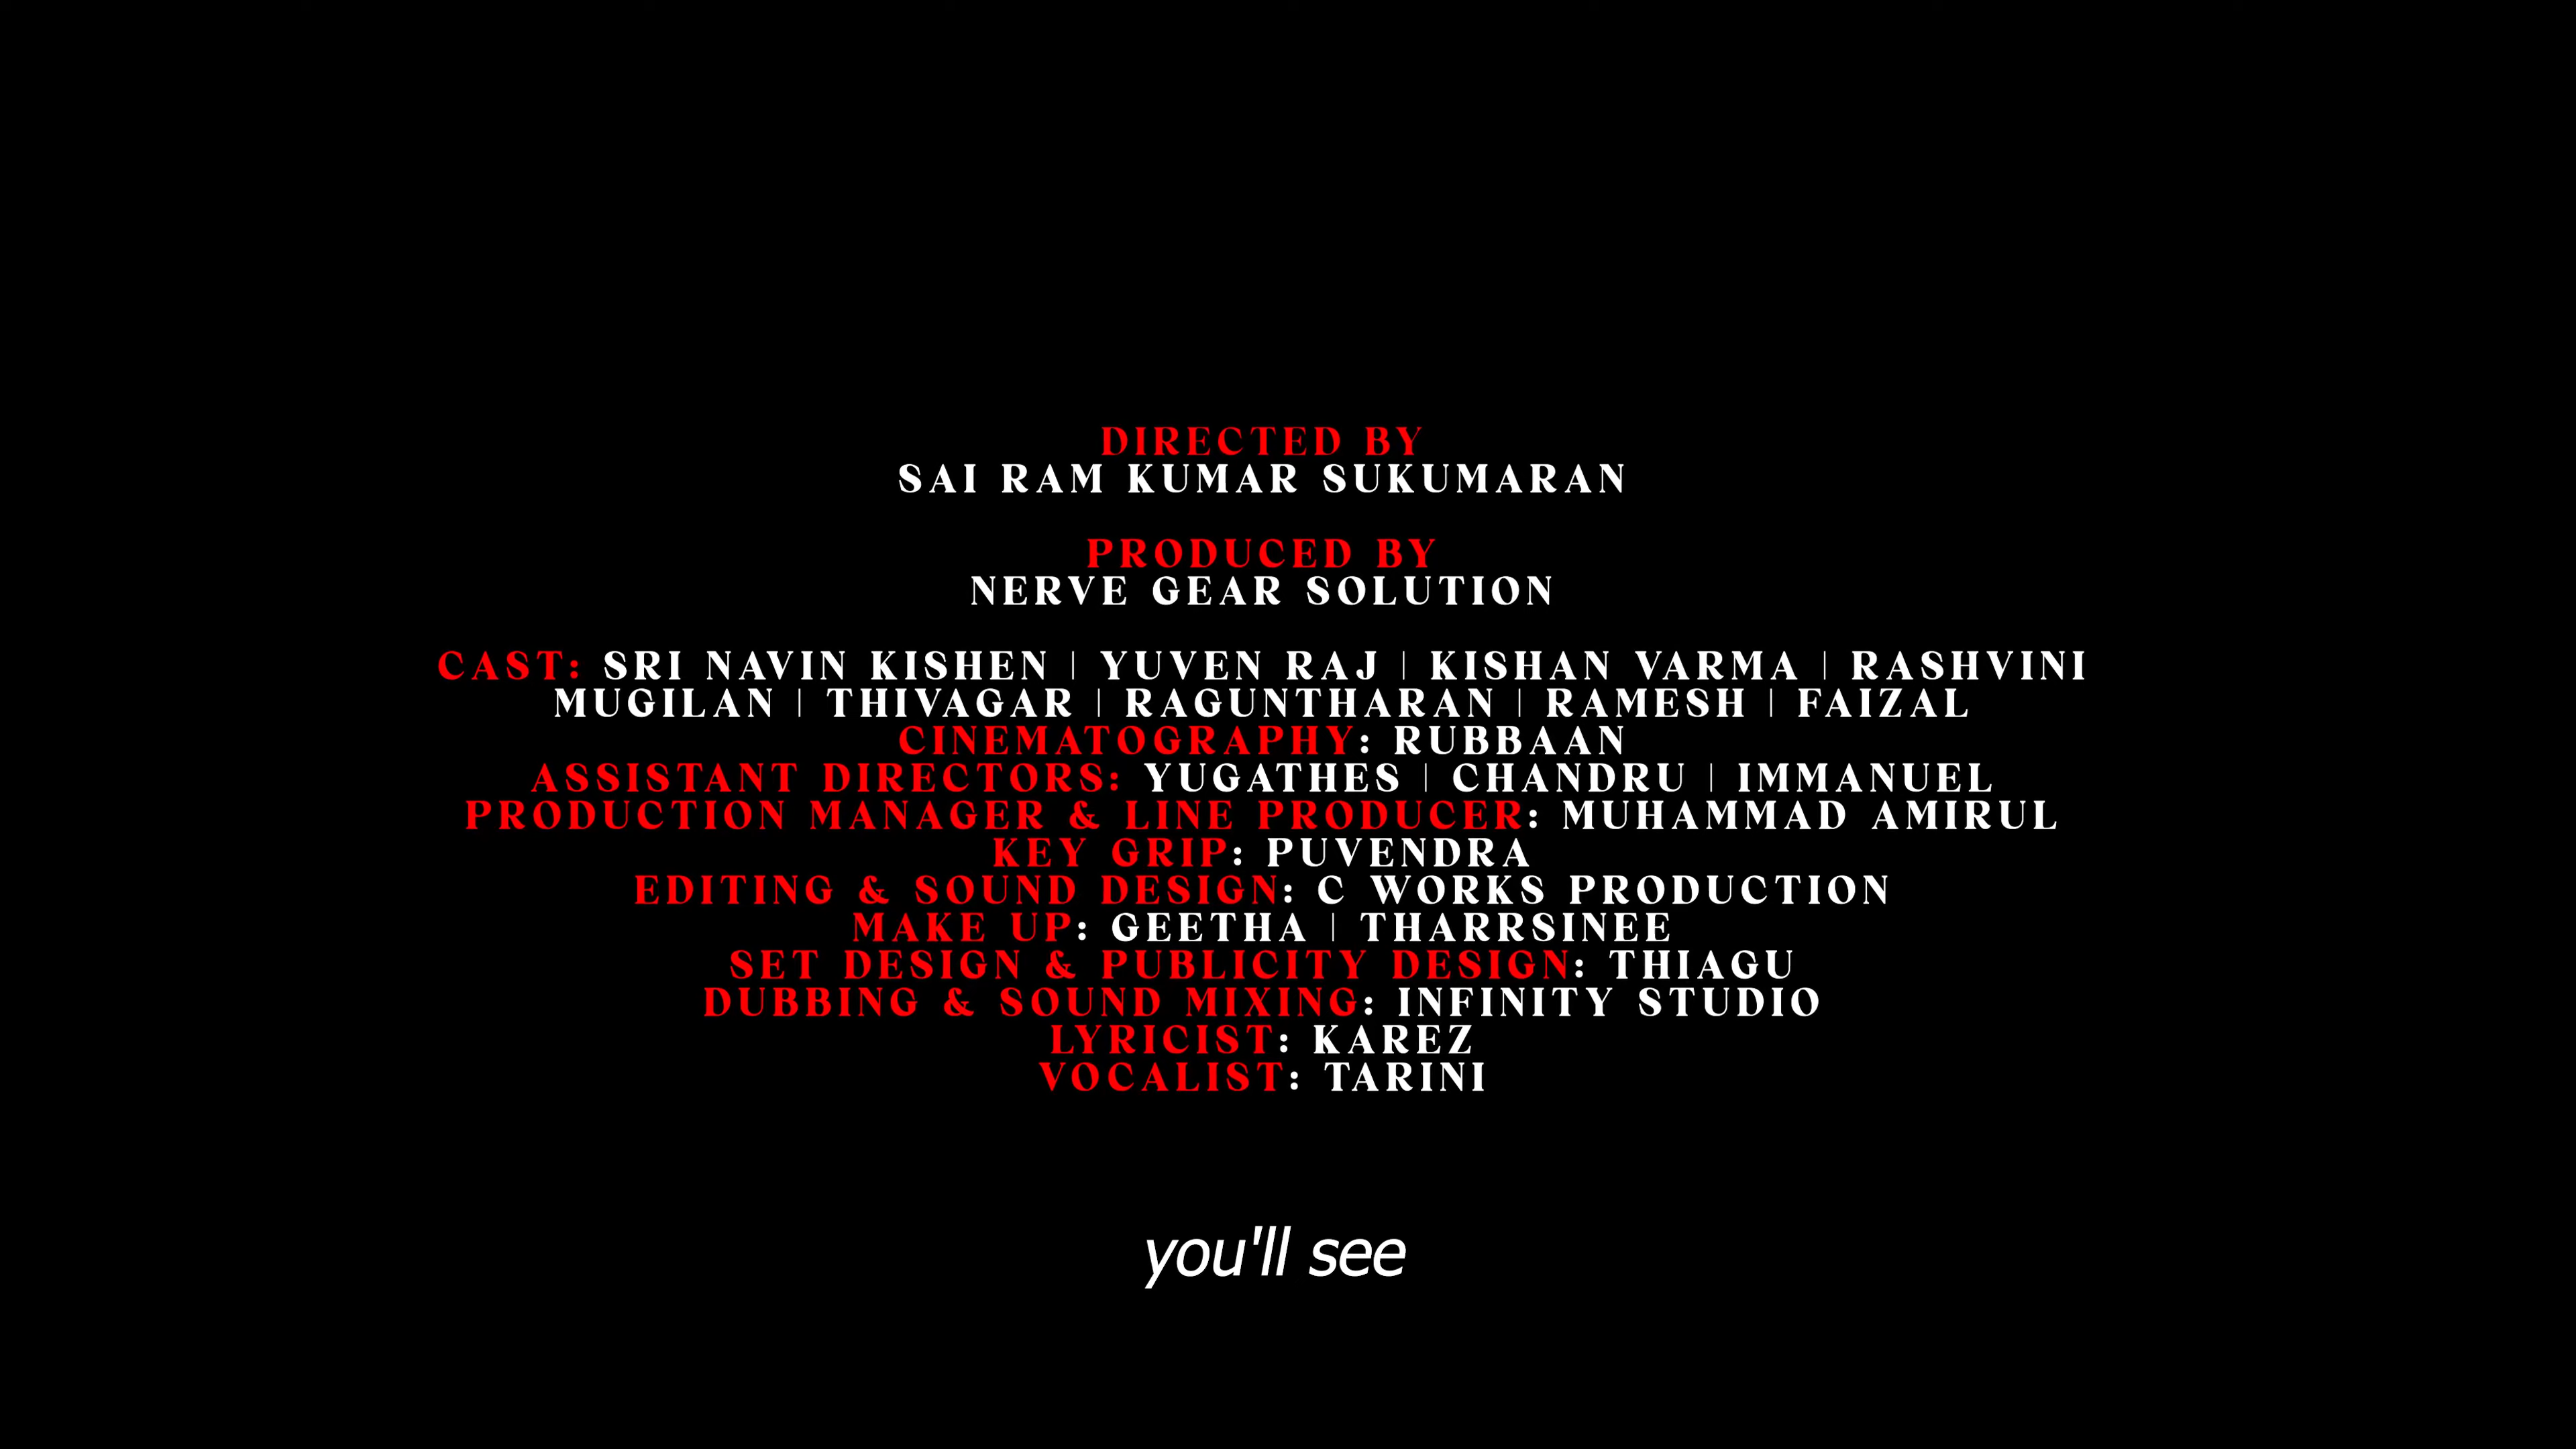 DIRECTED BY
SAI RAM KUMAR SUKUMARAN
PRODUCED BY
NERVE GEAR SOLUTION
CAST: SRI NAVIN KISHEN | YUVEN RAJ | KISHAN VARMA | RASHVINI
MUGILAN | THIVAGAR | RAGUNTHARAN | RAMESH | FAIZAL
CINEMATOGRAPHY: RUBBAAN
ASSISTANT DIRECTORS: YUGATHES | CHANDRU | IMMANUEL
PRODUCTION MANAGER & LINE PRODUCER: MUHAMMAD AMIRUL
KEY GRIP: PUVENDRA
EDITING & SOUND DESIGN: C WORKS PRODUCTION
MAKE UP: GEETHA | THARRSINEE
SET DESIGN & PUBLICITY DESIGN: THIAGU
DUBBING & SOUND MIXING: INFINITY STUDIO
LYRICIST: KAREZ
VOCALIST: TARINI
you'll see